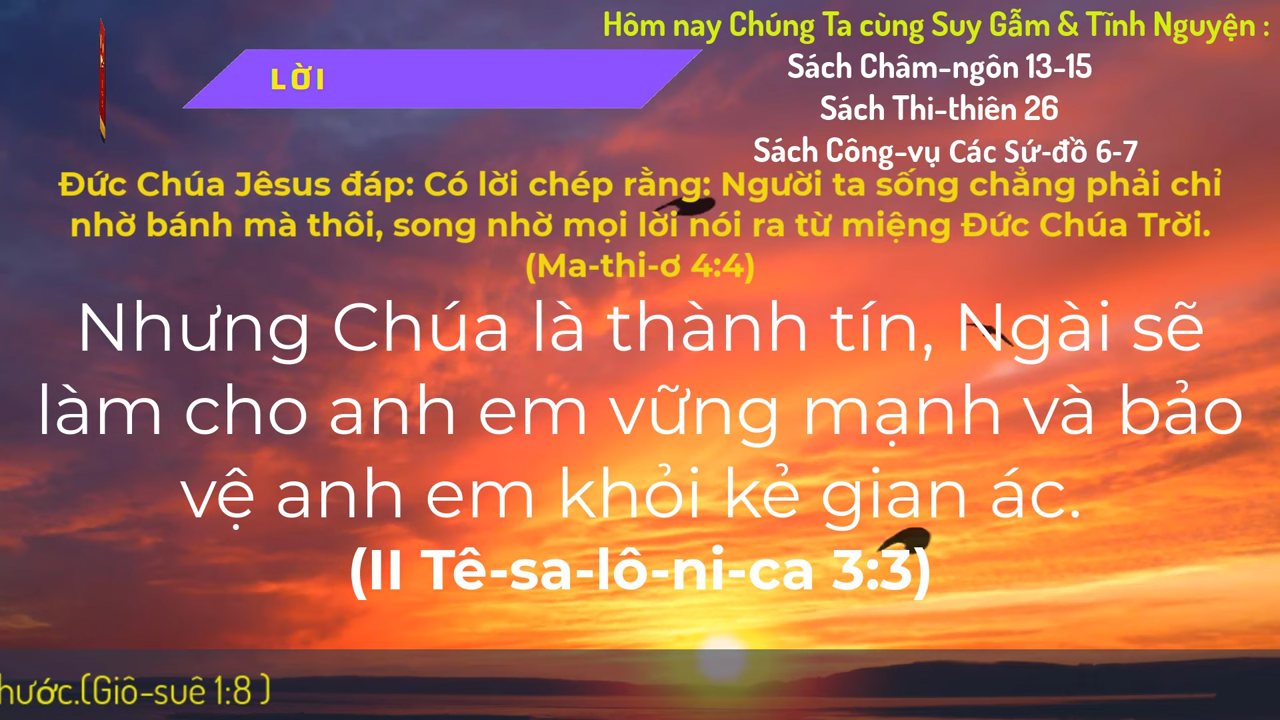 Hôm nay Chúng Ta cùng Suy Gẫm & Tĩnh Nguyện :
LỜI
Sách Châm-ngôn 13-15
Sách Thi-thiên 26
Sách Công-vụ Các Sứ-đồ 6-7
Đức Chúa Jêsus đáp: Có lời chép rằng: Người ta sống chẳng phải chỉ
nhờ bánh mà thôi, song nhờ mọi lời nói ra từ miệng Đức Chúa Trời.
(Ma-thi-ơ 4:4)
Nhưng Chúa là thành tín, Ngài sẽ
làm cho anh em vững mạnh và bảo
vệ anh em khỏi kẻ gian ác.
(II Tê-sa-lô-ni-ca 3:3)
hước.(Giô-suê 1:8 )